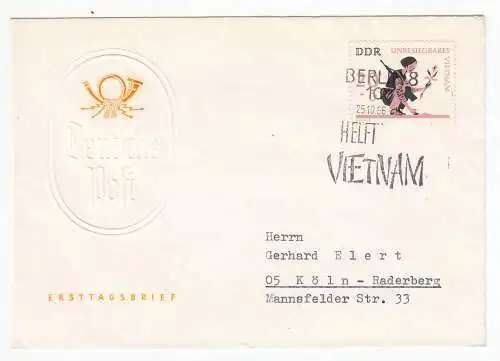 DDR UNBESIEGBARES VIETNAM
BERLIN 8
25.10.66
HELFT
VIETNAM
Deutsche
Post
Herrn
Gerhard Elert
05 Köln-Raderberg
Mannsfelder Str. 33
ERSTTAGSBRIEF